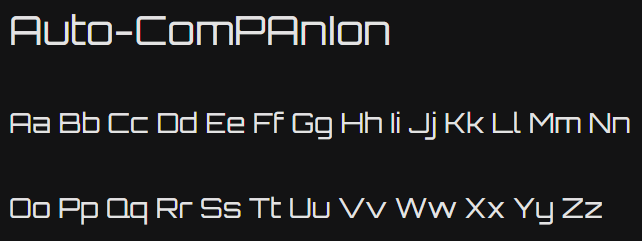 Auto-ComPAnIon
Aa Bb Cc Dd Ee Ff Gg Hh Ii Jj Kk Ll Mm Nn
Oo Pp Qq Rr Ss Tt Uu Vv Ww Xx Yy Zz